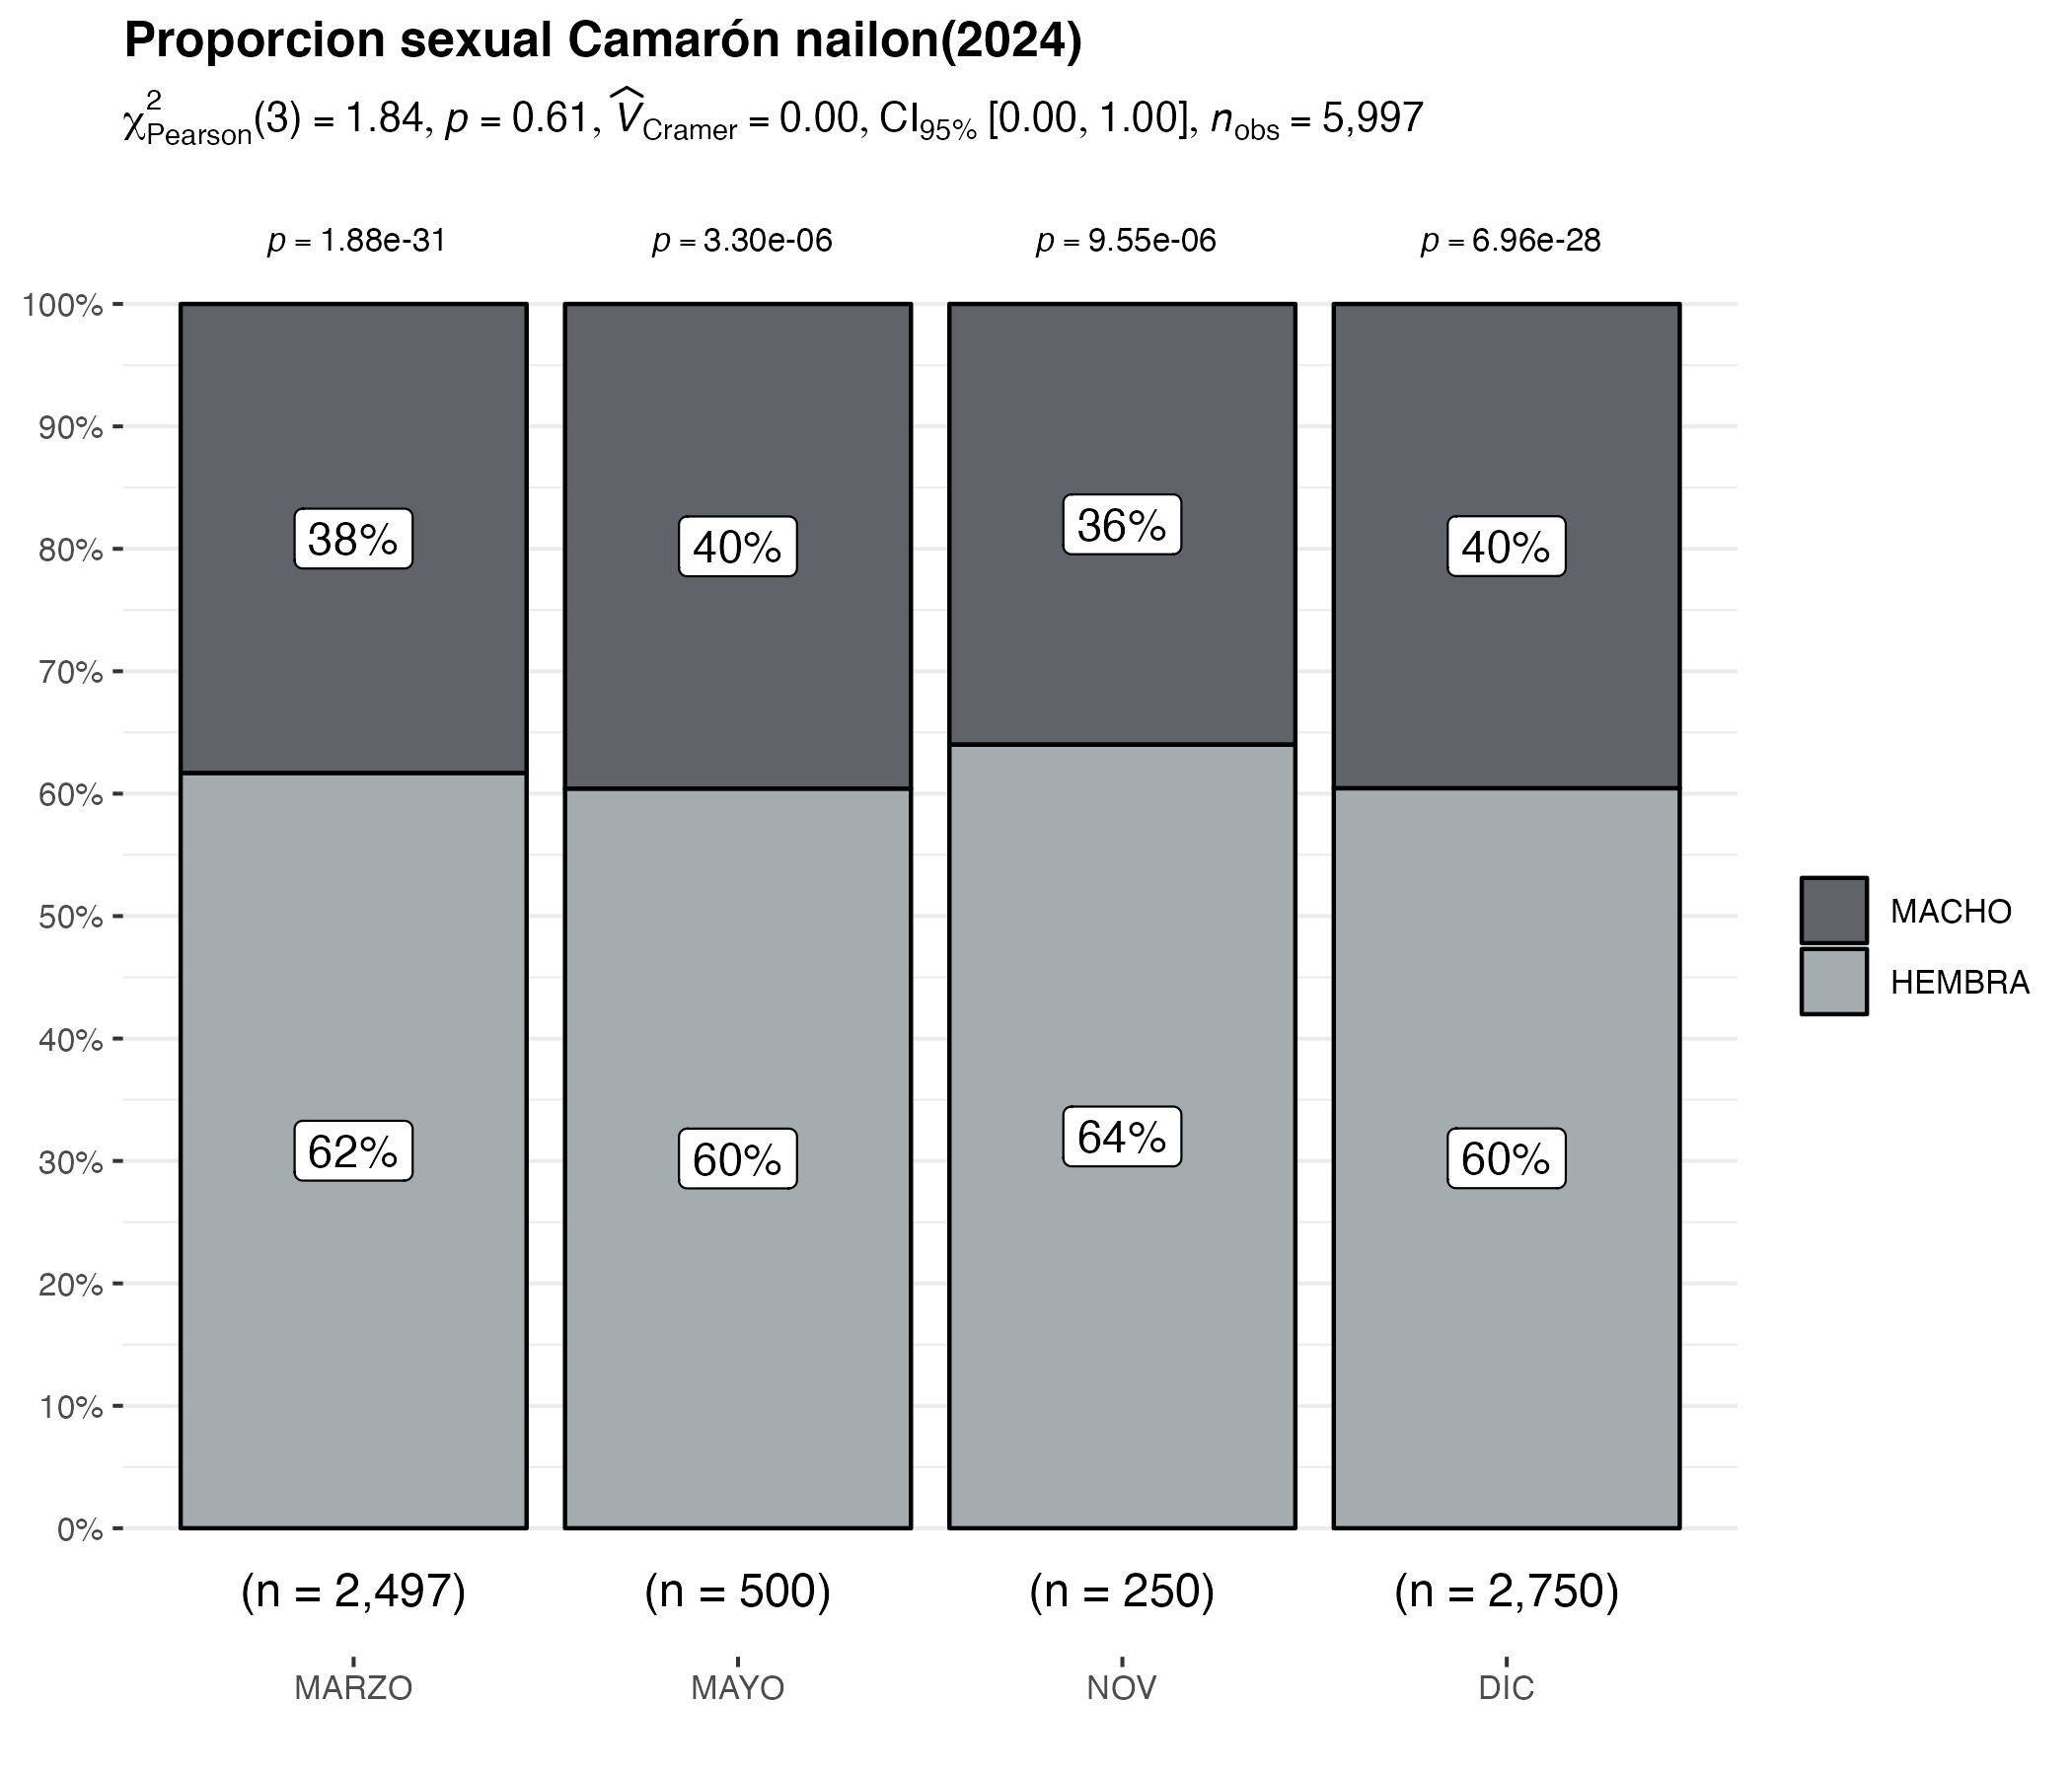 Proporcion sexual Camarón nailon(2024)
χ²Pearson(3) = 1.84, p = 0.61, V̂Cramer = 0.00, CI95% [0.00, 1.00], nobs = 5,997
p = 1.88e-31 p = 3.30e-06 p = 9.55e-06 p = 6.96e-28
100%
90%
80%
70%
60%
50%
40%
30%
20%
10%
0%
38% 40% 36% 40%
62% 60% 64% 60%
MACHO
HEMBRA
(n = 2,497) (n = 500) (n = 250) (n = 2,750)
MARZO MAYO NOV DIC